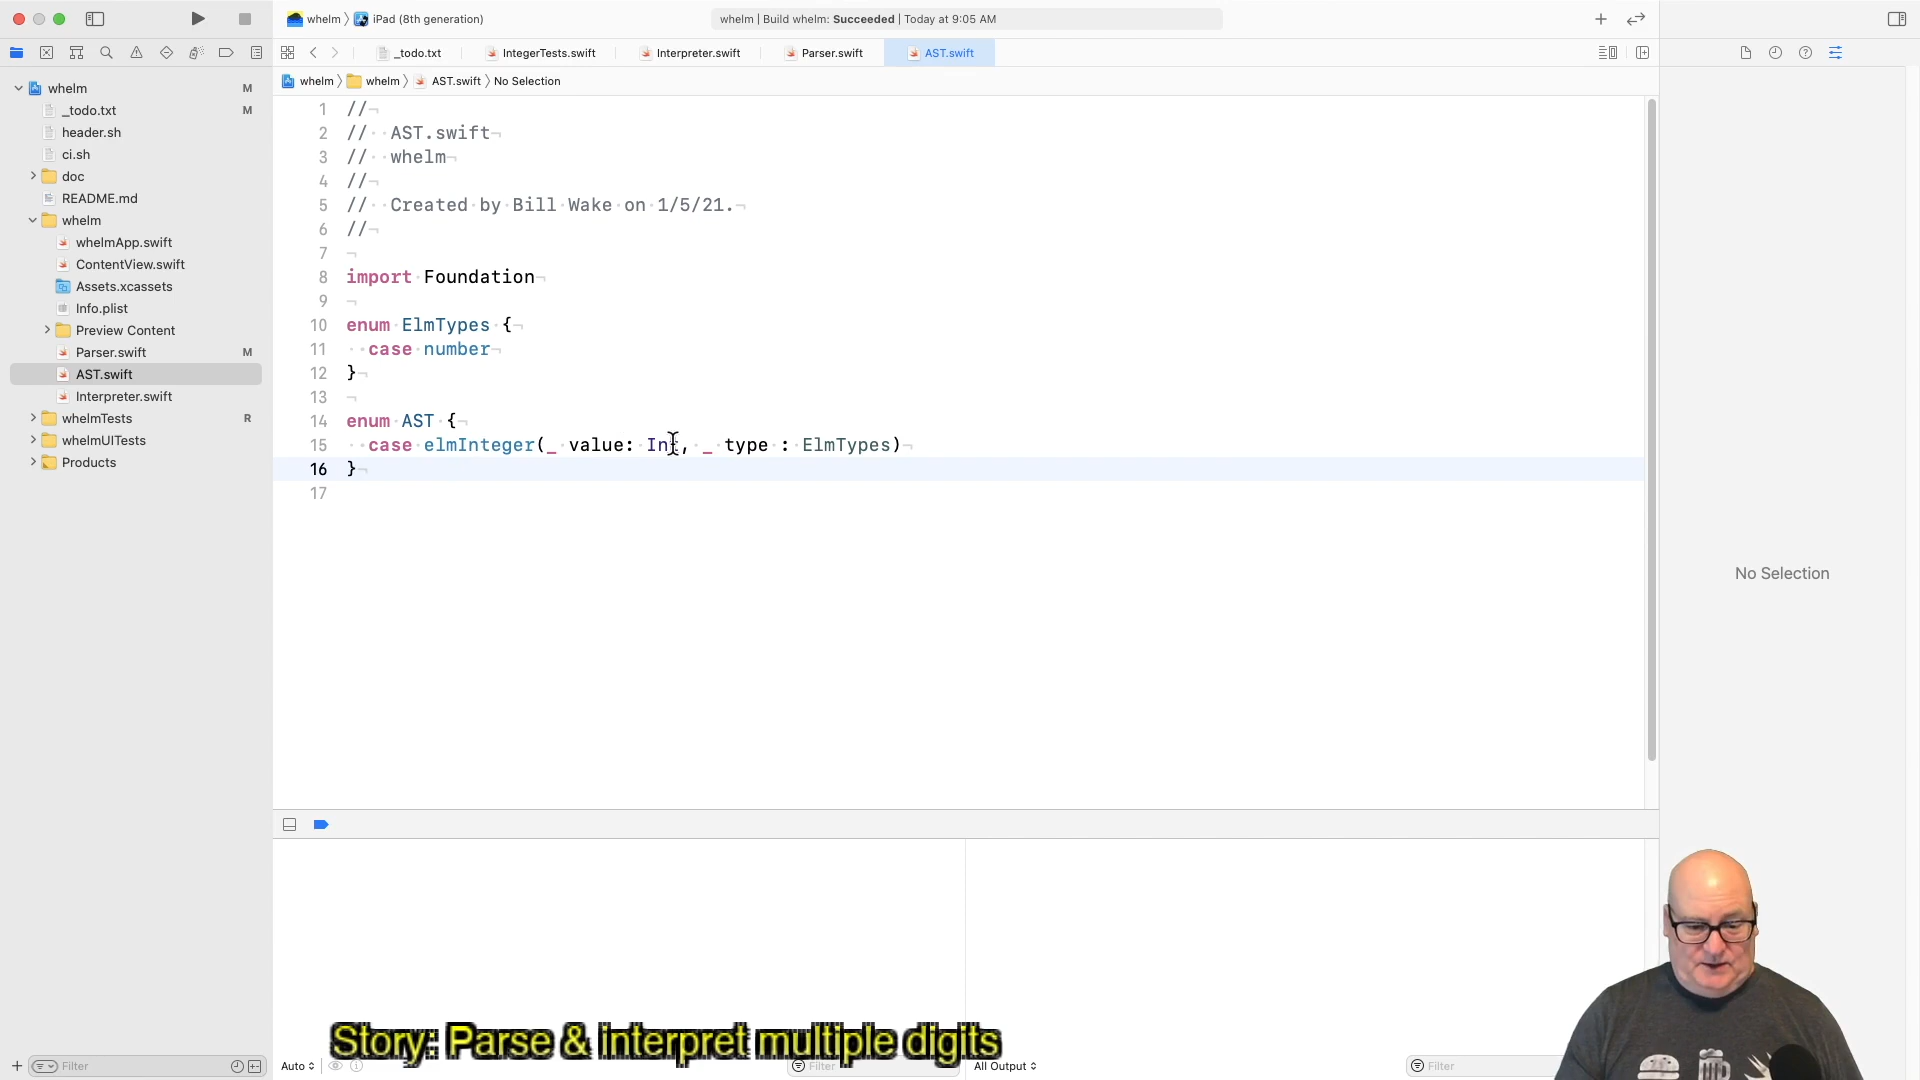 whelm 〉 iPad (8th generation)
whelm | Build whelm: Succeeded | Today at 9:05 AM
_todo.txt
IntegerTests.swift
Interpreter.swift
Parser.swift
AST.swift
whelm 〉 whelm 〉 AST.swift 〉 No Selection
whelm M
_todo.txt M
header.sh
ci.sh
doc
README.md
whelm
whelmApp.swift
ContentView.swift
Assets.xcassets
Info.plist
Preview Content
Parser.swift M
AST.swift
Interpreter.swift
whelmTests R
whelmUITests
Products
1 //
2 // AST.swift
3 // whelm
4 //
5 // Created by Bill Wake on 1/5/21.
6 //
7
8 import Foundation
9
10 enum ElmTypes {
11 case number
12 }
13
14 enum AST {
15 case elmInteger(_ value: Int, _ type : ElmTypes)
16 }
17
No Selection
Story: Parse & interpret multiple digits
Filter
Auto
Filter
All Output
Filter